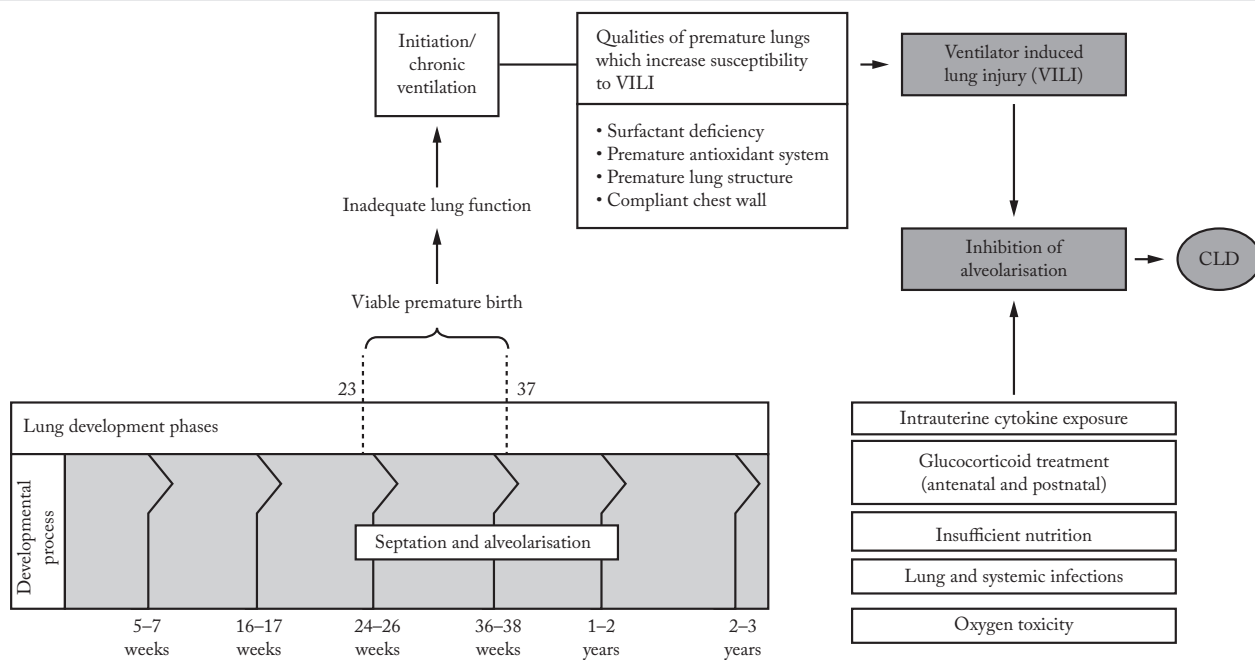 Initiation/
chronic
ventilation
Qualities of premature lungs
which increase susceptibility
to VILI
• Surfactant deficiency
• Premature antioxidant system
• Premature lung structure
• Compliant chest wall
Ventilator induced
lung injury (VILI)
Inadequate lung function
Inhibition of
alveolarisation
CLD
Viable premature birth
23
37
Lung development phases
Developmental
process
Septation and alveolarisation
5–7
weeks
16–17
weeks
24–26
weeks
36–38
weeks
1–2
years
2–3
years
Intrauterine cytokine exposure
Glucocorticoid treatment
(antenatal and postnatal)
Insufficient nutrition
Lung and systemic infections
Oxygen toxicity